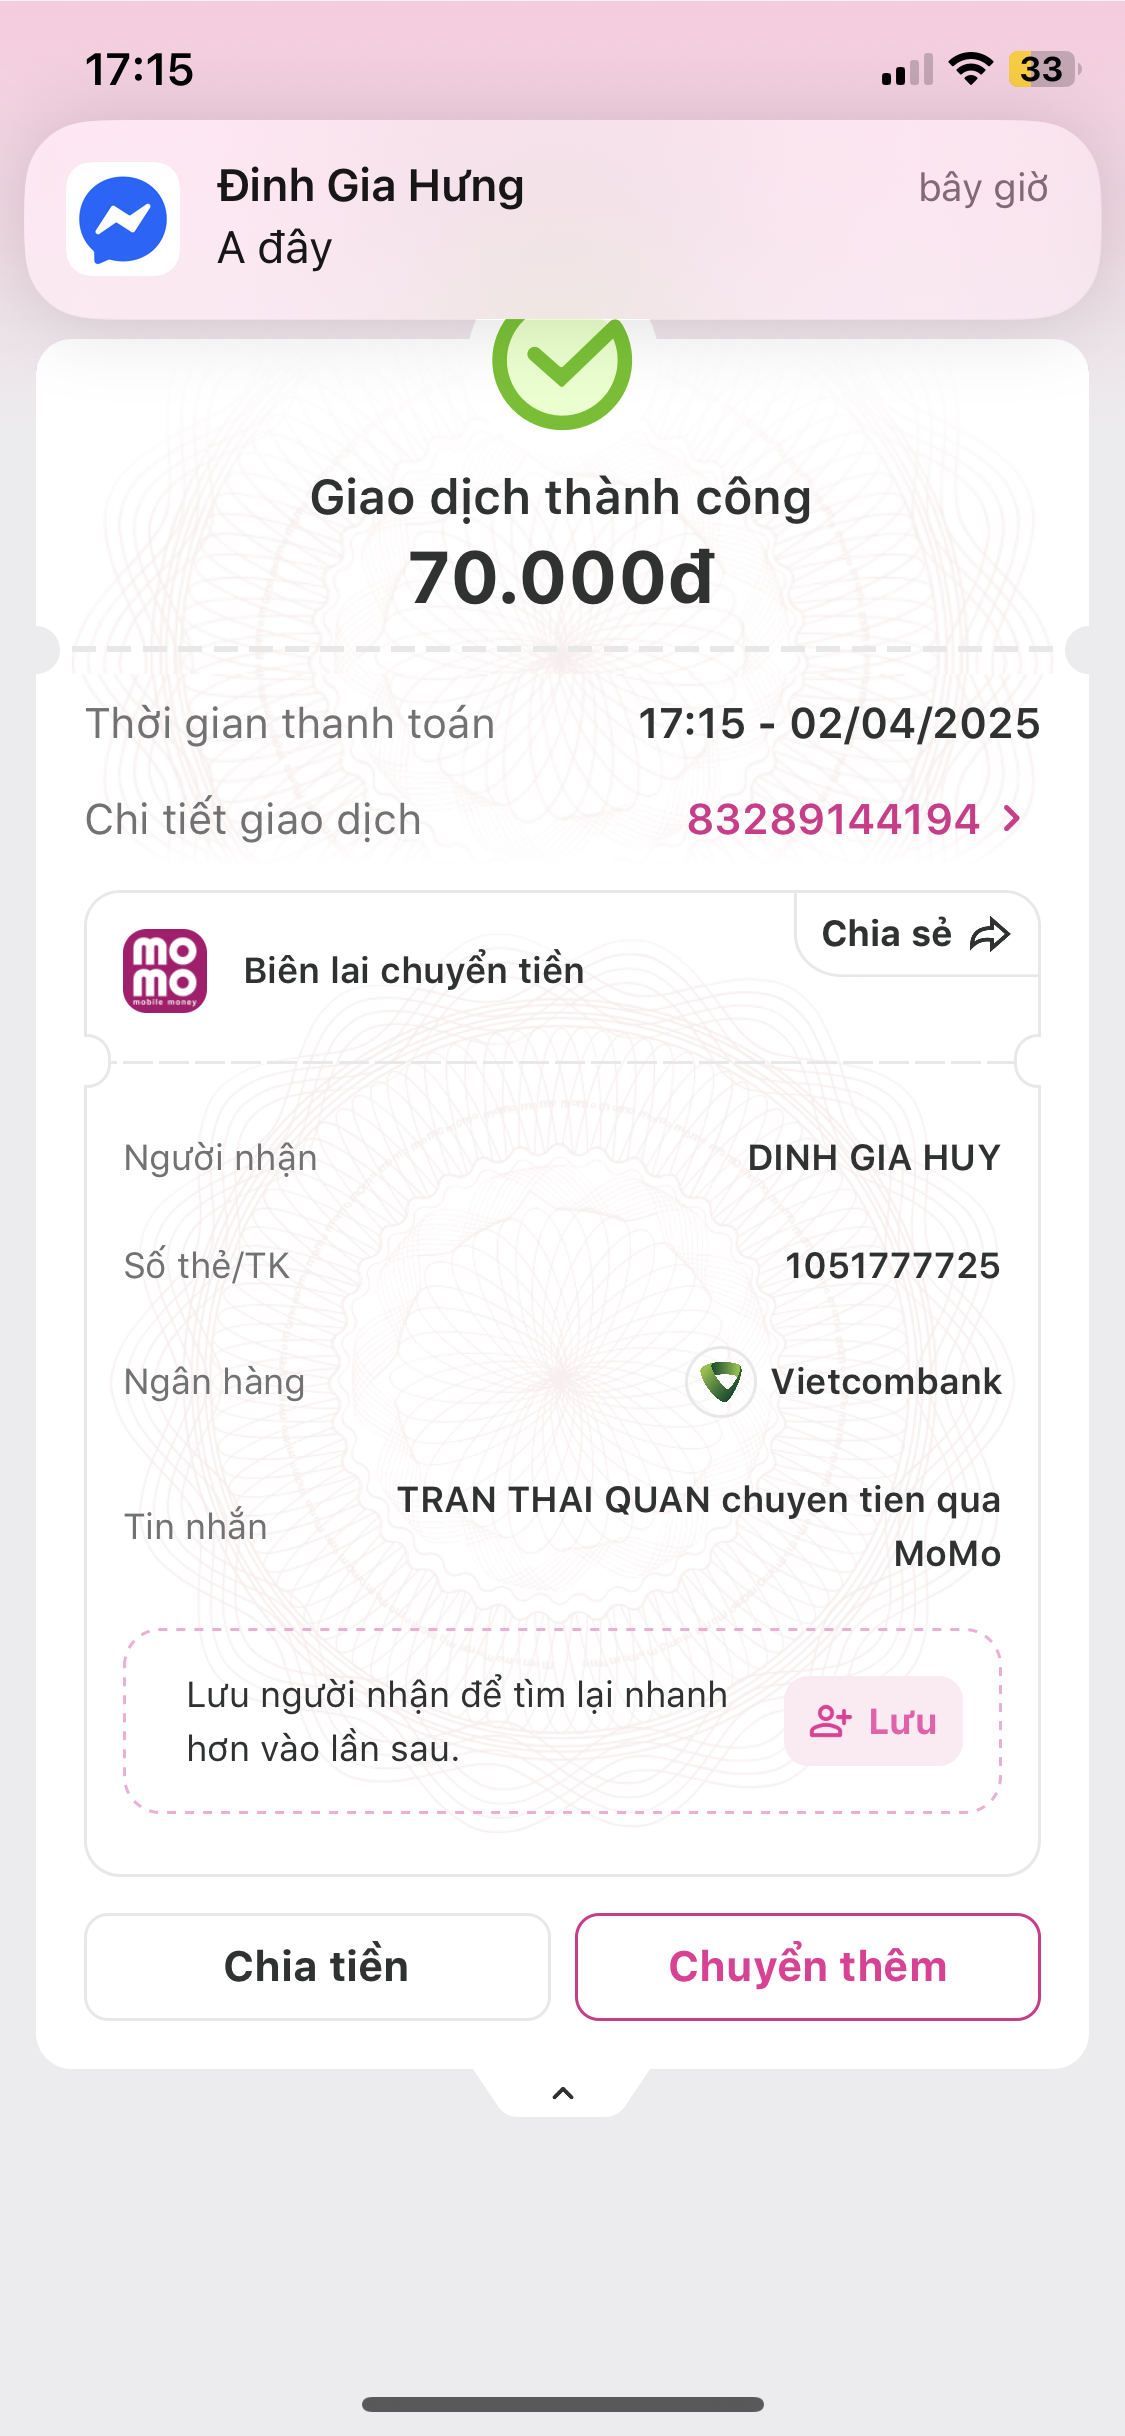 17:15
33
Đinh Gia Hưng
bây giờ
A đây
Giao dịch thành công
70.000đ
Thời gian thanh toán
17:15 - 02/04/2025
Chi tiết giao dịch
83289144194
mo
mo
mobile money
Biên lai chuyển tiền
Chia sẻ
Người nhận
DINH GIA HUY
Số thẻ/TK
1051777725
Ngân hàng
Vietcombank
Tin nhắn
TRAN THAI QUAN chuyen tien qua
MoMo
Lưu người nhận để tìm lại nhanh
hơn vào lần sau.
Lưu
Chia tiền
Chuyển thêm